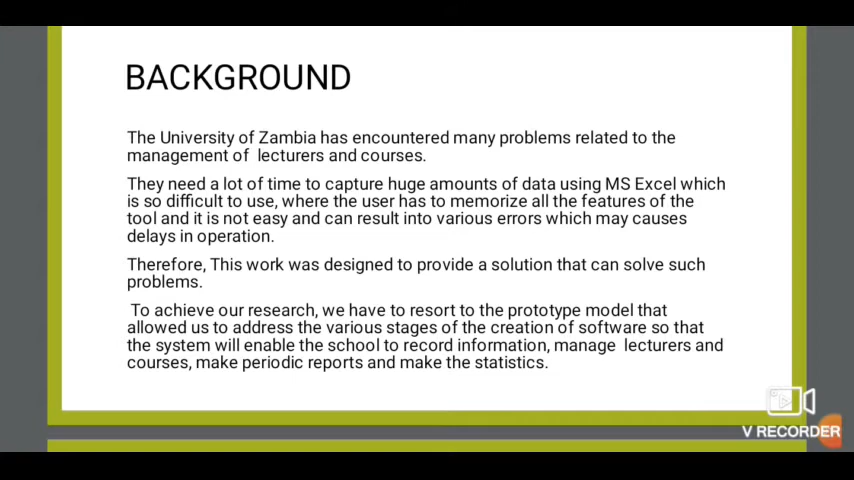 BACKGROUND
The University of Zambia has encountered many problems related to the
management of lecturers and courses.
They need a lot of time to capture huge amounts of data using MS Excel which
is so difficult to use, where the user has to memorize all the features of the
tool and it is not easy and can result into various errors which may causes
delays in operation.
Therefore, This work was designed to provide a solution that can solve such
problems.
To achieve our research, we have to resort to the prototype model that
allowed us to address the various stages of the creation of software so that
the system will enable the school to record information, manage lecturers and
courses, make periodic reports and make the statistics.
V RECORDER